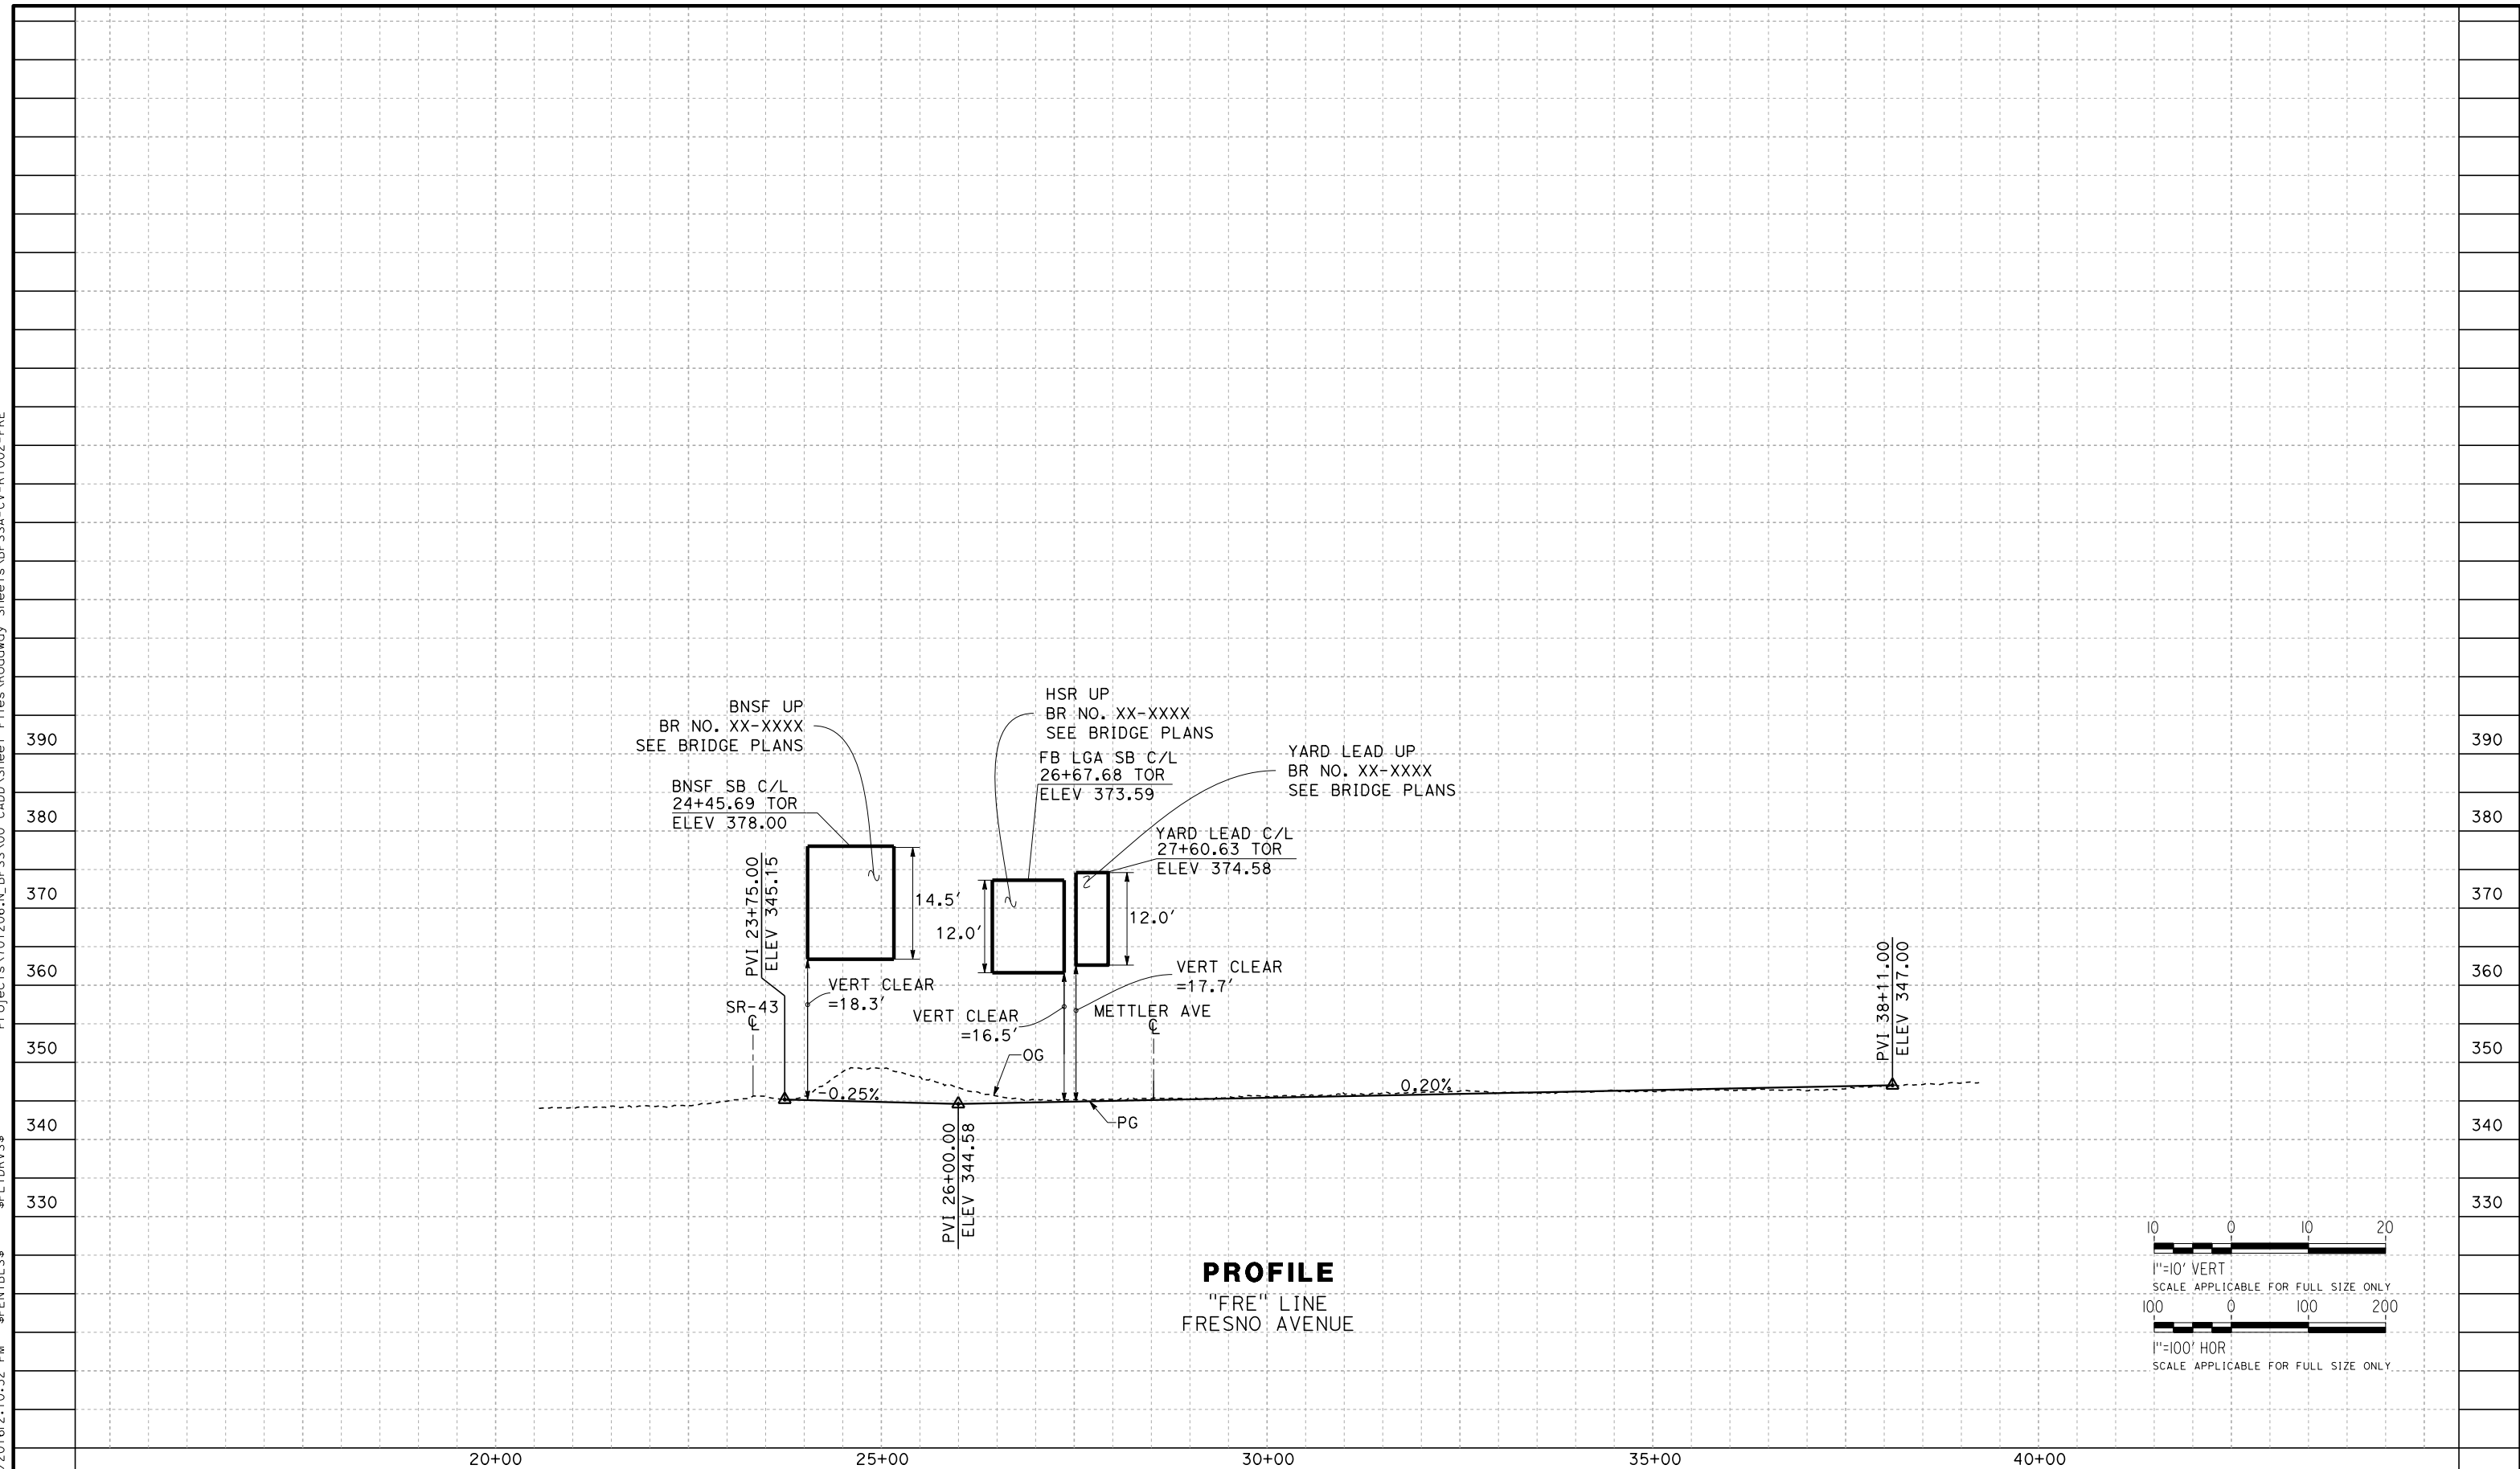 BNSF UP
BR NO. XX-XXXX
SEE BRIDGE PLANS
BNSF SB C/L
24+45.69 TOR
ELEV 378.00
HSR UP
BR NO. XX-XXXX
SEE BRIDGE PLANS
FB LGA SB C/L
26+67.68 TOR
ELEV 373.59
YARD LEAD UP
BR NO. XX-XXXX
SEE BRIDGE PLANS
YARD LEAD C/L
27+60.63 TOR
ELEV 374.58
PVI 23+75.00
ELEV 345.15
14.5'
12.0'
12.0'
VERT CLEAR
=18.3'
VERT CLEAR
=16.5'
VERT CLEAR
=17.7'
SR-43
℄
METTLER AVE
℄
OG
PG
-0.25%
0.20%
PVI 26+00.00
ELEV 344.58
PVI 38+11.00
ELEV 347.00
390
380
370
360
350
340
330
390
380
370
360
350
340
330
PROFILE
"FRE" LINE
FRESNO AVENUE
10 0 10 20
1"=10' VERT
SCALE APPLICABLE FOR FULL SIZE ONLY
100 0 100 200
1"=100' HOR
SCALE APPLICABLE FOR FULL SIZE ONLY
20+00 25+00 30+00 35+00 40+00